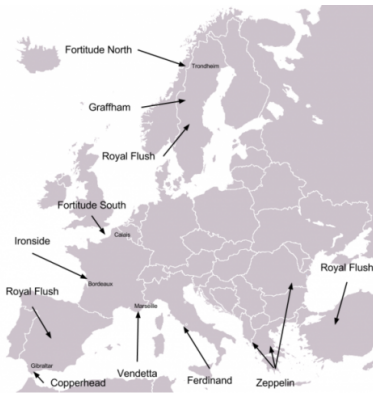 Fortitude North
Trondheim
Graffham
Royal Flush
Fortitude South
Calais
Ironside
Bordeaux
Royal Flush
Royal Flush
Marseille
Gibraltar
Copperhead
Vendetta
Ferdinand
Zeppelin